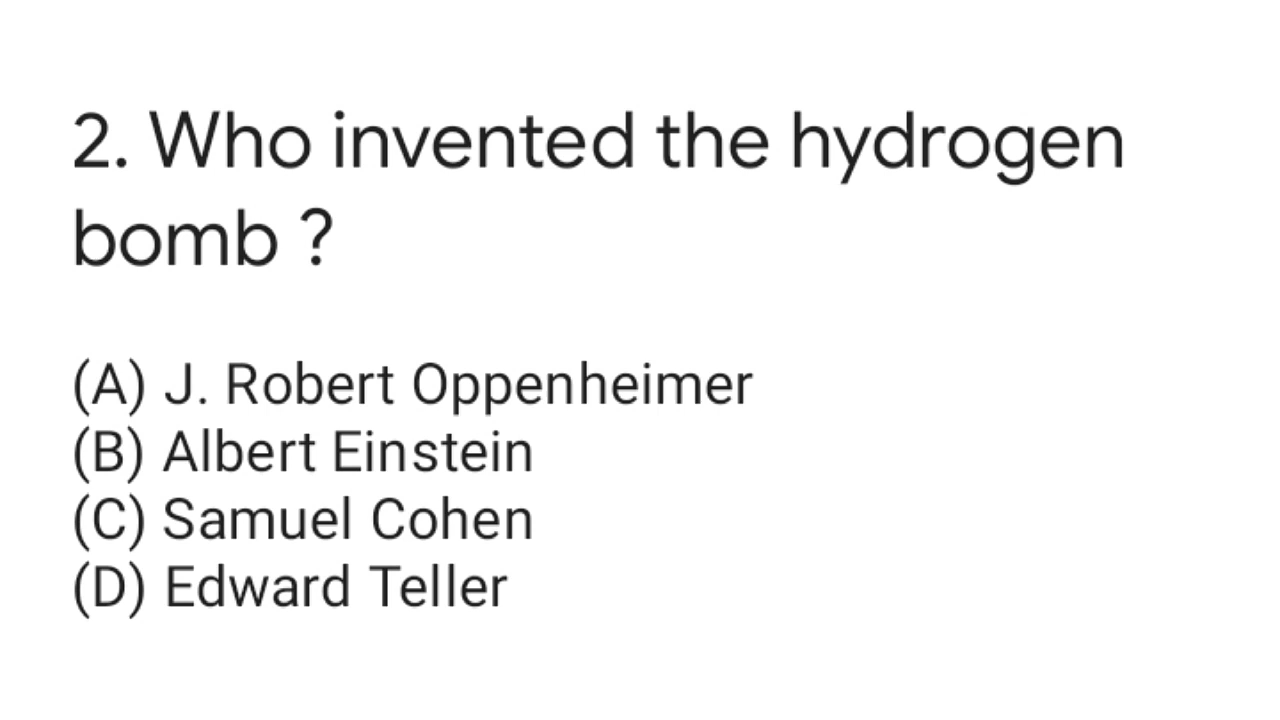 2. Who invented the hydrogen
bomb ?
(A) J. Robert Oppenheimer
(B) Albert Einstein
(C) Samuel Cohen
(D) Edward Teller